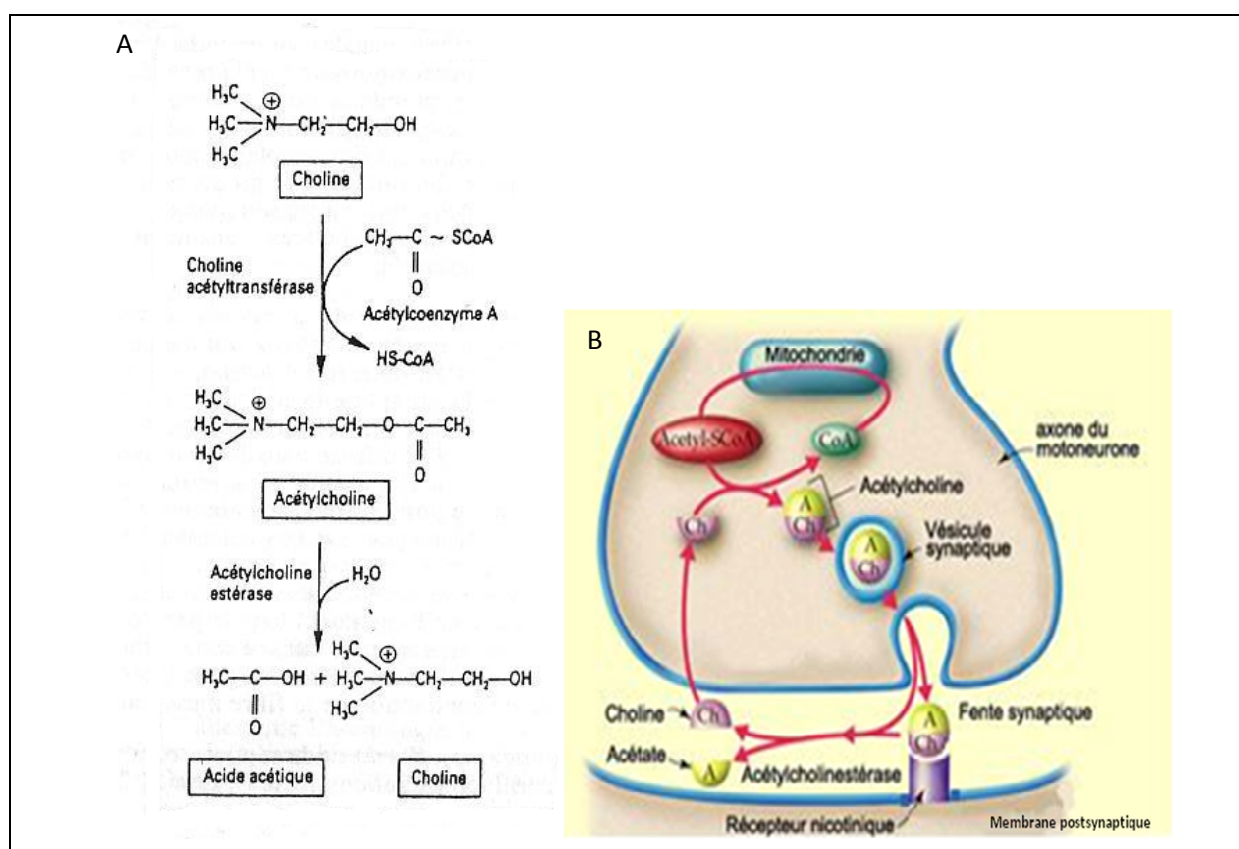 A
H₃C
⊕
H₃C—N—CH₂—CH₂—OH
H₃C
Choline
CH₃—C ~ SCoA
O
Choline
acétyltransférase
Acétylcoenzyme A
HS-CoA
H₃C
⊕
H₃C—N—CH₂—CH₂—O—C—CH₃
H₃C
O
Acétylcholine
Acétylcholine
estérase
H₂O
H₃C
⊕
H₃C—C—OH + H₃C—N—CH₂—CH₂—OH
O
H₃C
Acide acétique
Choline
B
Mitochondrie
Acetyl-SCoA
CoA
axone du
motoneurone
Acétylcholine
A
Ch
Ch
Vésicule
synaptique
A
Ch
Choline
Ch
A
Ch
Fente synaptique
Acétate
A
Acétylcholinestérase
Récepteur nicotinique
Membrane postsynaptique